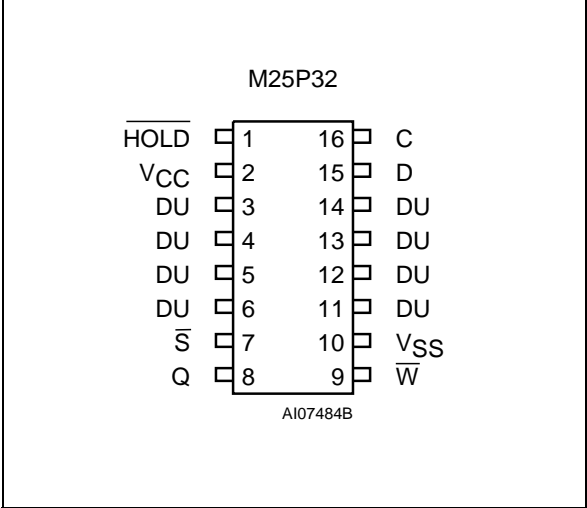 M25P32
HOLD 1 16 C
VCC 2 15 D
DU 3 14 DU
DU 4 13 DU
DU 5 12 DU
DU 6 11 DU
S 7 10 VSS
Q 8 9 W
AI07484B